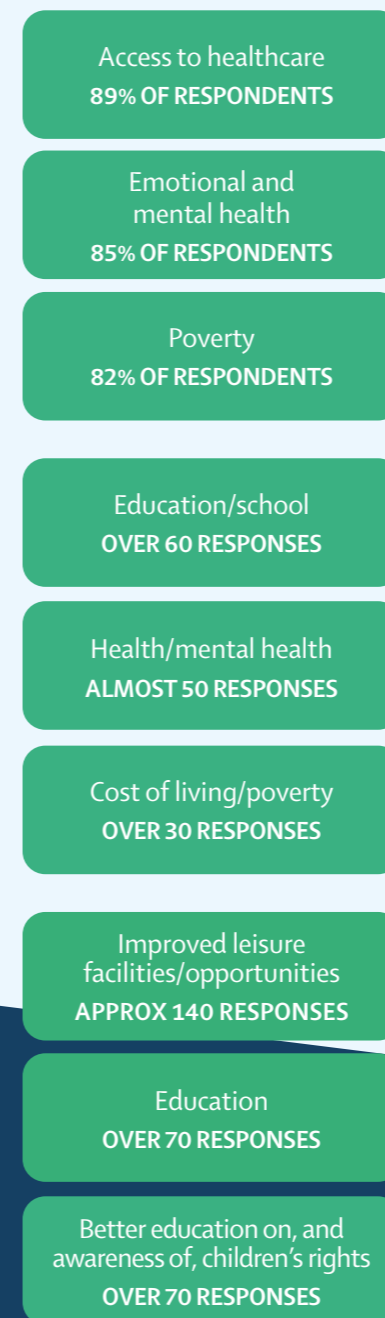 Access to healthcare
89% OF RESPONDENTS
Emotional and
mental health
85% OF RESPONDENTS
Poverty
82% OF RESPONDENTS
Education/school
OVER 60 RESPONSES
Health/mental health
ALMOST 50 RESPONSES
Cost of living/poverty
OVER 30 RESPONSES
Improved leisure
facilities/opportunities
APPROX 140 RESPONSES
Education
OVER 70 RESPONSES
Better education on, and
awareness of, children’s rights
OVER 70 RESPONSES